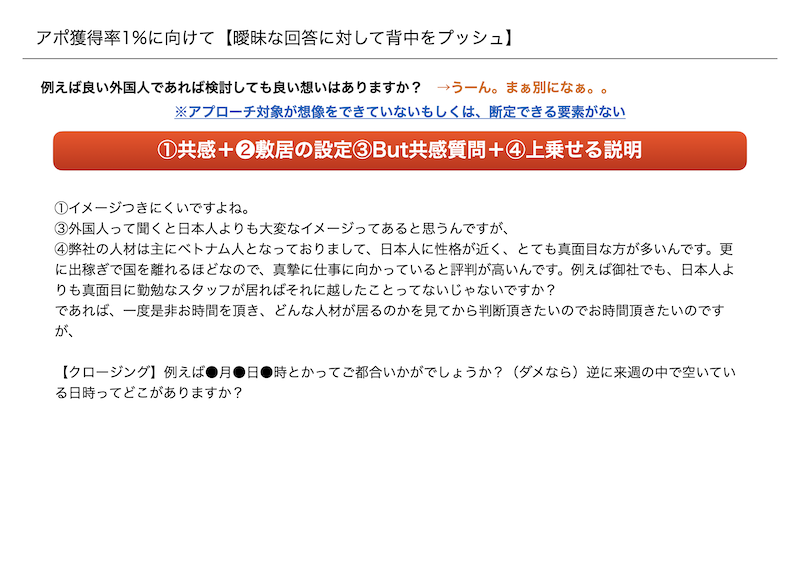 アポ獲得率1%に向けて【曖昧な回答に対して背中をプッシュ】
例えば良い外国人であれば検討しても良い想いはありますか？　→うーん。まぁ別になぁ。。
※アプローチ対象が想像をできていないもしくは、断定できる要素がない
①共感＋❷敷居の設定③But共感質問＋④上乗せる説明
①イメージつきにくいですよね。
③外国人って聞くと日本人よりも大変なイメージってあると思うんですが、
④弊社の人材は主にベトナム人となっておりまして、日本人に性格が近く、とても真面目な方が多いんです。更
に出稼ぎで国を離れるほどなので、真摯に仕事に向かっていると評判が高いんです。例えば御社でも、日本人よ
りも真面目に勤勉なスタッフが居ればそれに越したことってないじゃないですか？
であれば、一度是非お時間を頂き、どんな人材が居るのかを見てから判断頂きたいのでお時間頂きたいのです
が、
【クロージング】例えば●月●日●時とかってご都合いかがでしょうか？（ダメなら）逆に来週の中で空いてい
る日時ってどこがありますか？